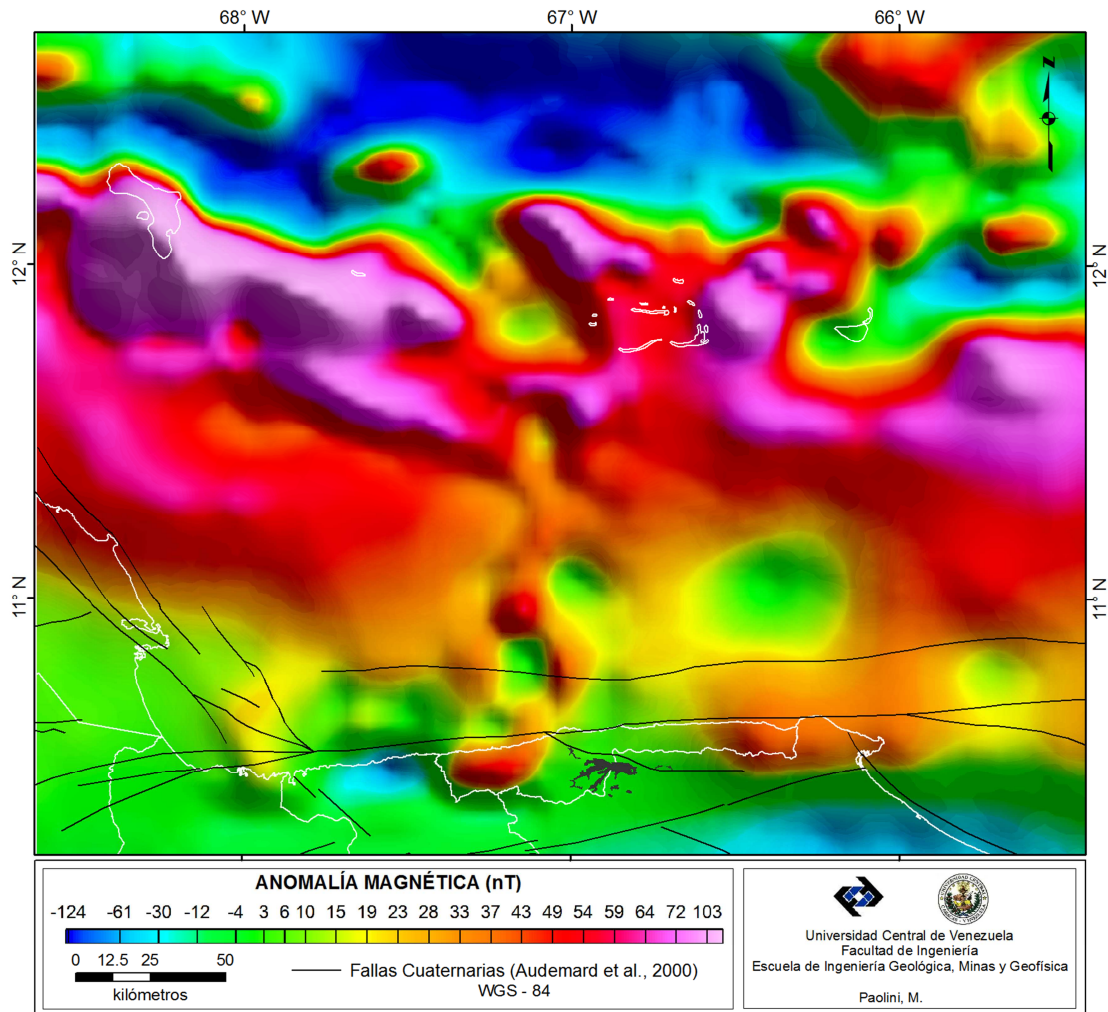 68° W 67° W 66° W
N
12° N 12° N
11° N 11° N
ANOMALÍA MAGNÉTICA (nT)
-124 -61 -30 -12 -4 3 6 10 15 19 23 28 33 37 43 49 54 59 64 72 103
0 12.5 25 50
kilómetros
Fallas Cuaternarias (Audemard et al., 2000)
WGS - 84
Universidad Central de Venezuela
Facultad de Ingeniería
Escuela de Ingeniería Geológica, Minas y Geofísica
Paolini, M.